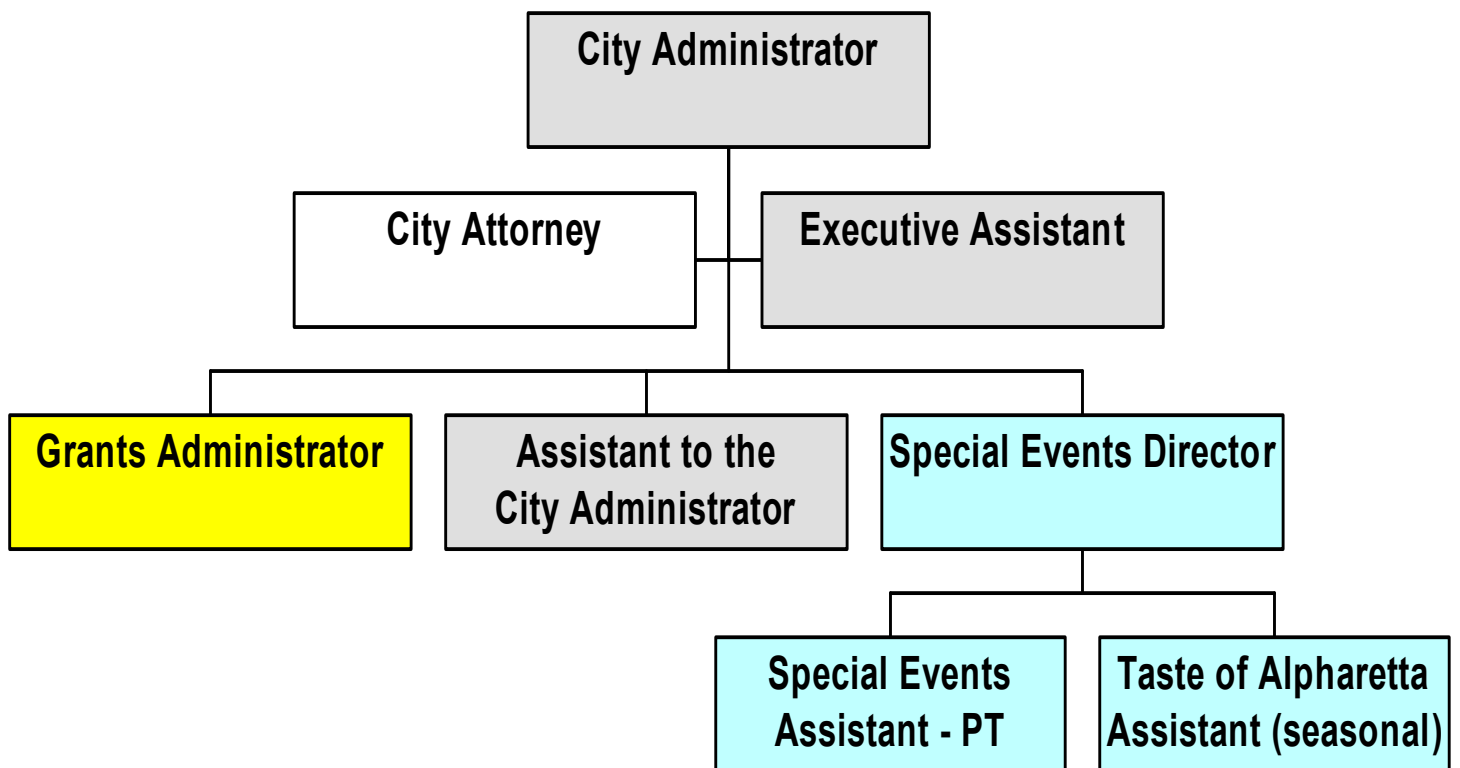 City Administrator
City Attorney
Executive Assistant
Grants Administrator
Assistant to the
City Administrator
Special Events Director
Special Events
Assistant - PT
Taste of Alpharetta
Assistant (seasonal)